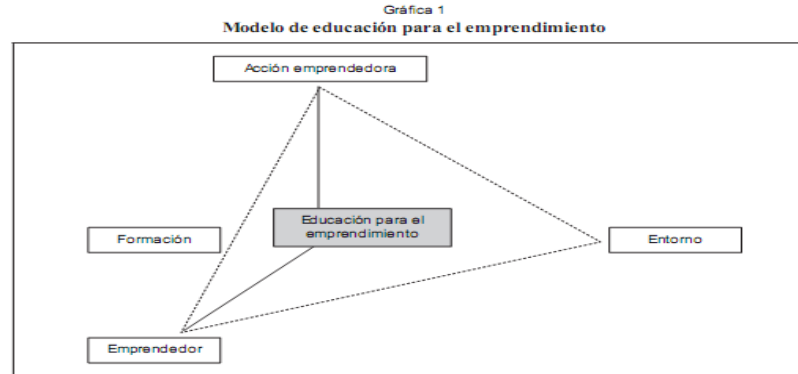 Gráfica 1
Modelo de educación para el emprendimiento
Acción emprendedora
Educación para el
emprendimiento
Formación
Entorno
Emprendedor